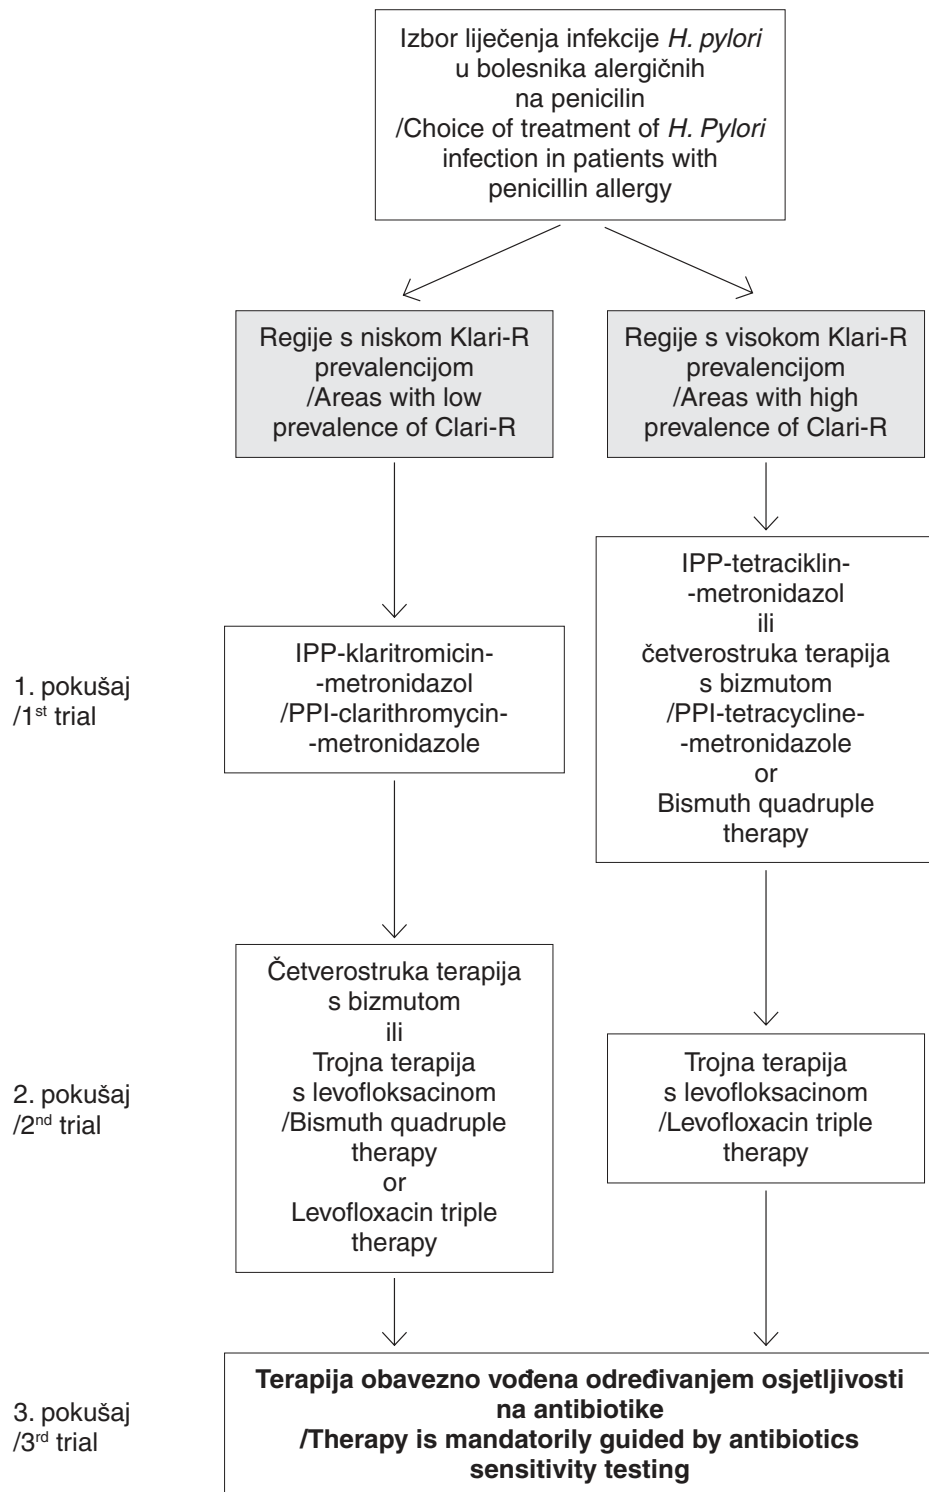 Izbor liječenja infekcije H. pylori
u bolesnika alergičnih
na penicilin
/Choice of treatment of H. Pylori
infection in patients with
penicillin allergy
Regije s niskom Klari-R
prevalencijom
/Areas with low
prevalence of Clari-R
Regije s visokom Klari-R
prevalencijom
/Areas with high
prevalence of Clari-R
1. pokušaj
/1st trial
IPP-klaritromicin-
-metronidazol
/PPI-clarithromycin-
-metronidazole
IPP-tetraciklin-
-metronidazol
ili
četverostruka terapija
s bizmutom
/PPI-tetracycline-
-metronidazole
or
Bismuth quadruple
therapy
2. pokušaj
/2nd trial
Četverostruka terapija
s bizmutom
ili
Trojna terapija
s levofloksacinom
/Bismuth quadruple
therapy
or
Levofloxacin triple
therapy
Trojna terapija
s levofloksacinom
/Levofloxacin triple
therapy
3. pokušaj
/3rd trial
Terapija obavezno vođena određivanjem osjetljivosti
na antibiotike
/Therapy is mandatorily guided by antibiotics
sensitivity testing